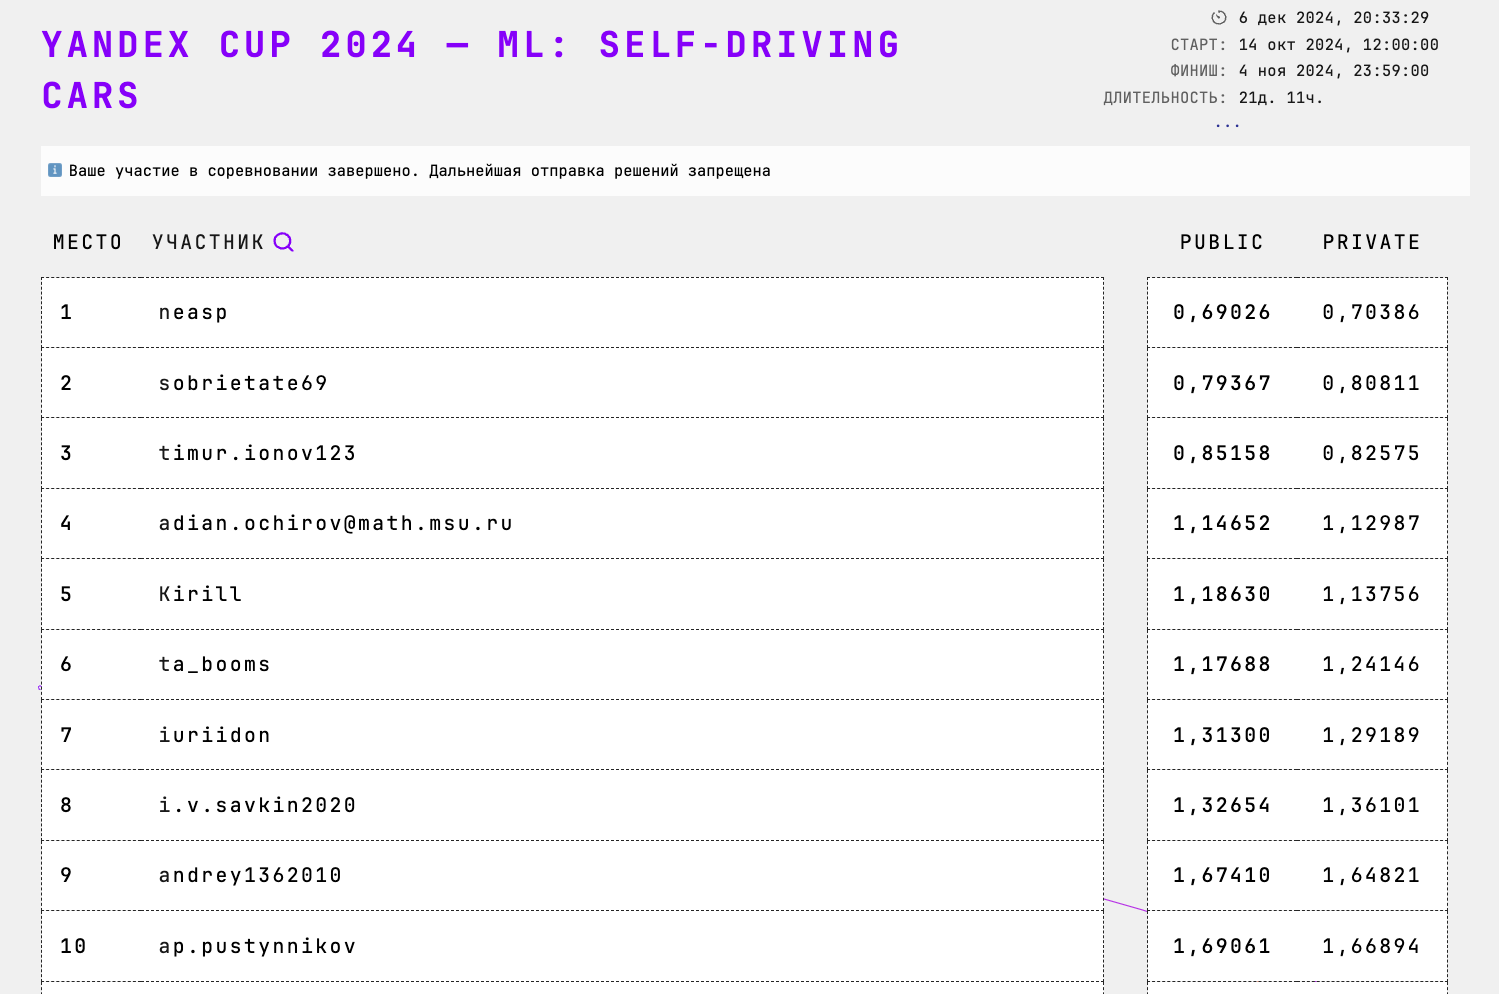 YANDEX CUP 2024 — ML: SELF-DRIVING
CARS
6 дек 2024, 20:33:29
СТАРТ: 14 окт 2024, 12:00:00
ФИНИШ: 4 ноя 2024, 23:59:00
ДЛИТЕЛЬНОСТЬ: 21д. 11ч.
...
Ваше участие в соревновании завершено. Дальнейшая отправка решений запрещена
МЕСТО УЧАСТНИК PUBLIC PRIVATE
1 neasp 0,69026 0,70386
2 sobrietate69 0,79367 0,80811
3 timur.ionov123 0,85158 0,82575
4 adian.ochirov@math.msu.ru 1,14652 1,12987
5 Kirill 1,18630 1,13756
6 ta_booms 1,17688 1,24146
7 iuriidon 1,31300 1,29189
8 i.v.savkin2020 1,32654 1,36101
9 andrey1362010 1,67410 1,64821
10 ap.pustynnikov 1,69061 1,66894